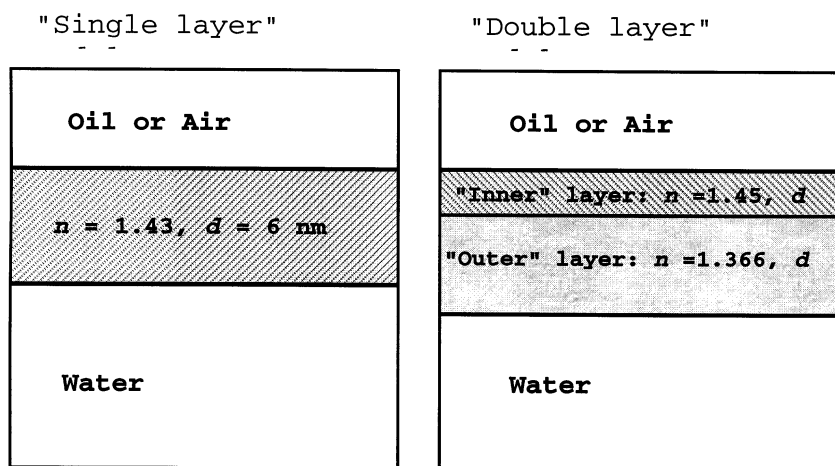 "Single layer"
"Double layer"
Oil or Air
n = 1.43, d = 6 nm
Water
Oil or Air
"Inner" layer: n =1.45, d
"Outer" layer: n =1.366, d
Water